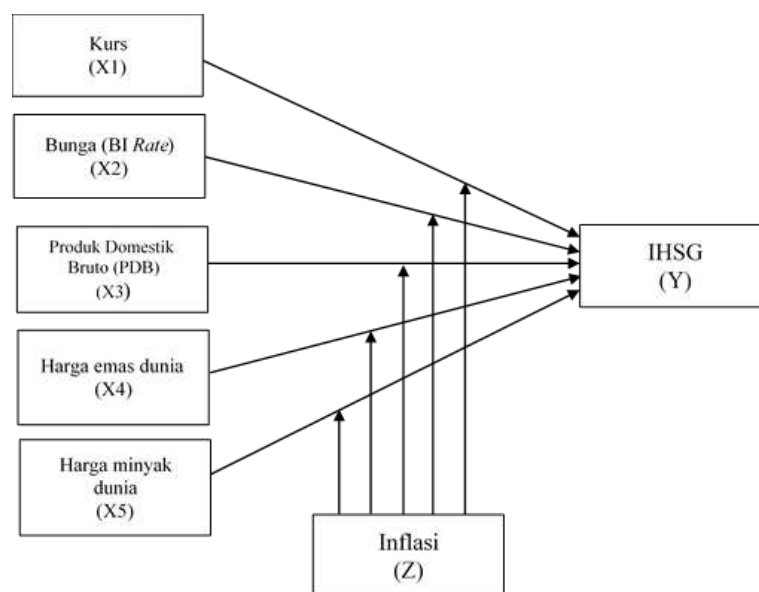 Kurs
(X1)
Bunga (BI Rate)
(X2)
Produk Domestik
Bruto (PDB)
(X3)
Harga emas dunia
(X4)
Harga minyak
dunia
(X5)
IHSG
(Y)
Inflasi
(Z)